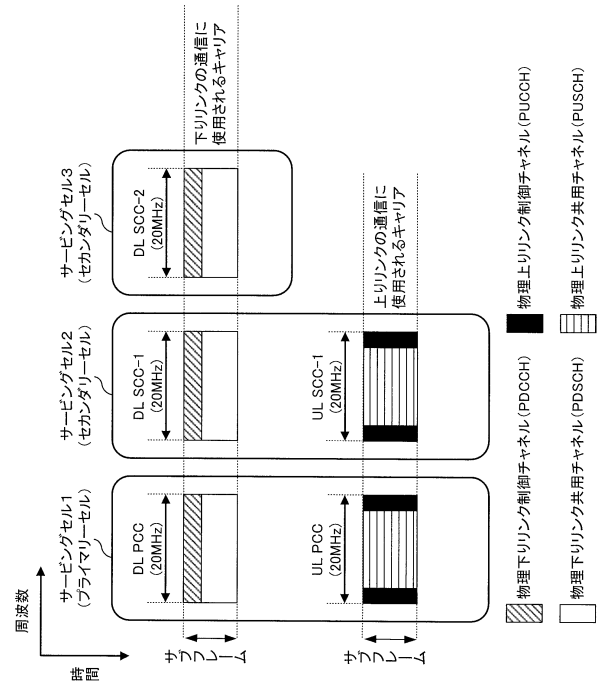 周波数
時間
サービングセル1
(プライマリーセル)
サービングセル2
(セカンダリーセル)
サービングセル3
(セカンダリーセル)
サブフレーム
DL PCC
(20MHz)
DL SCC-1
(20MHz)
DL SCC-2
(20MHz)
下りリンクの通信に
使用されるキャリア
サブフレーム
UL PCC
(20MHz)
UL SCC-1
(20MHz)
上りリンクの通信に
使用されるキャリア
物理下りリンク制御チャネル(PDCCH)
物理上りリンク制御チャネル(PUCCH)
物理下りリンク共用チャネル(PDSCH)
物理上りリンク共用チャネル(PUSCH)